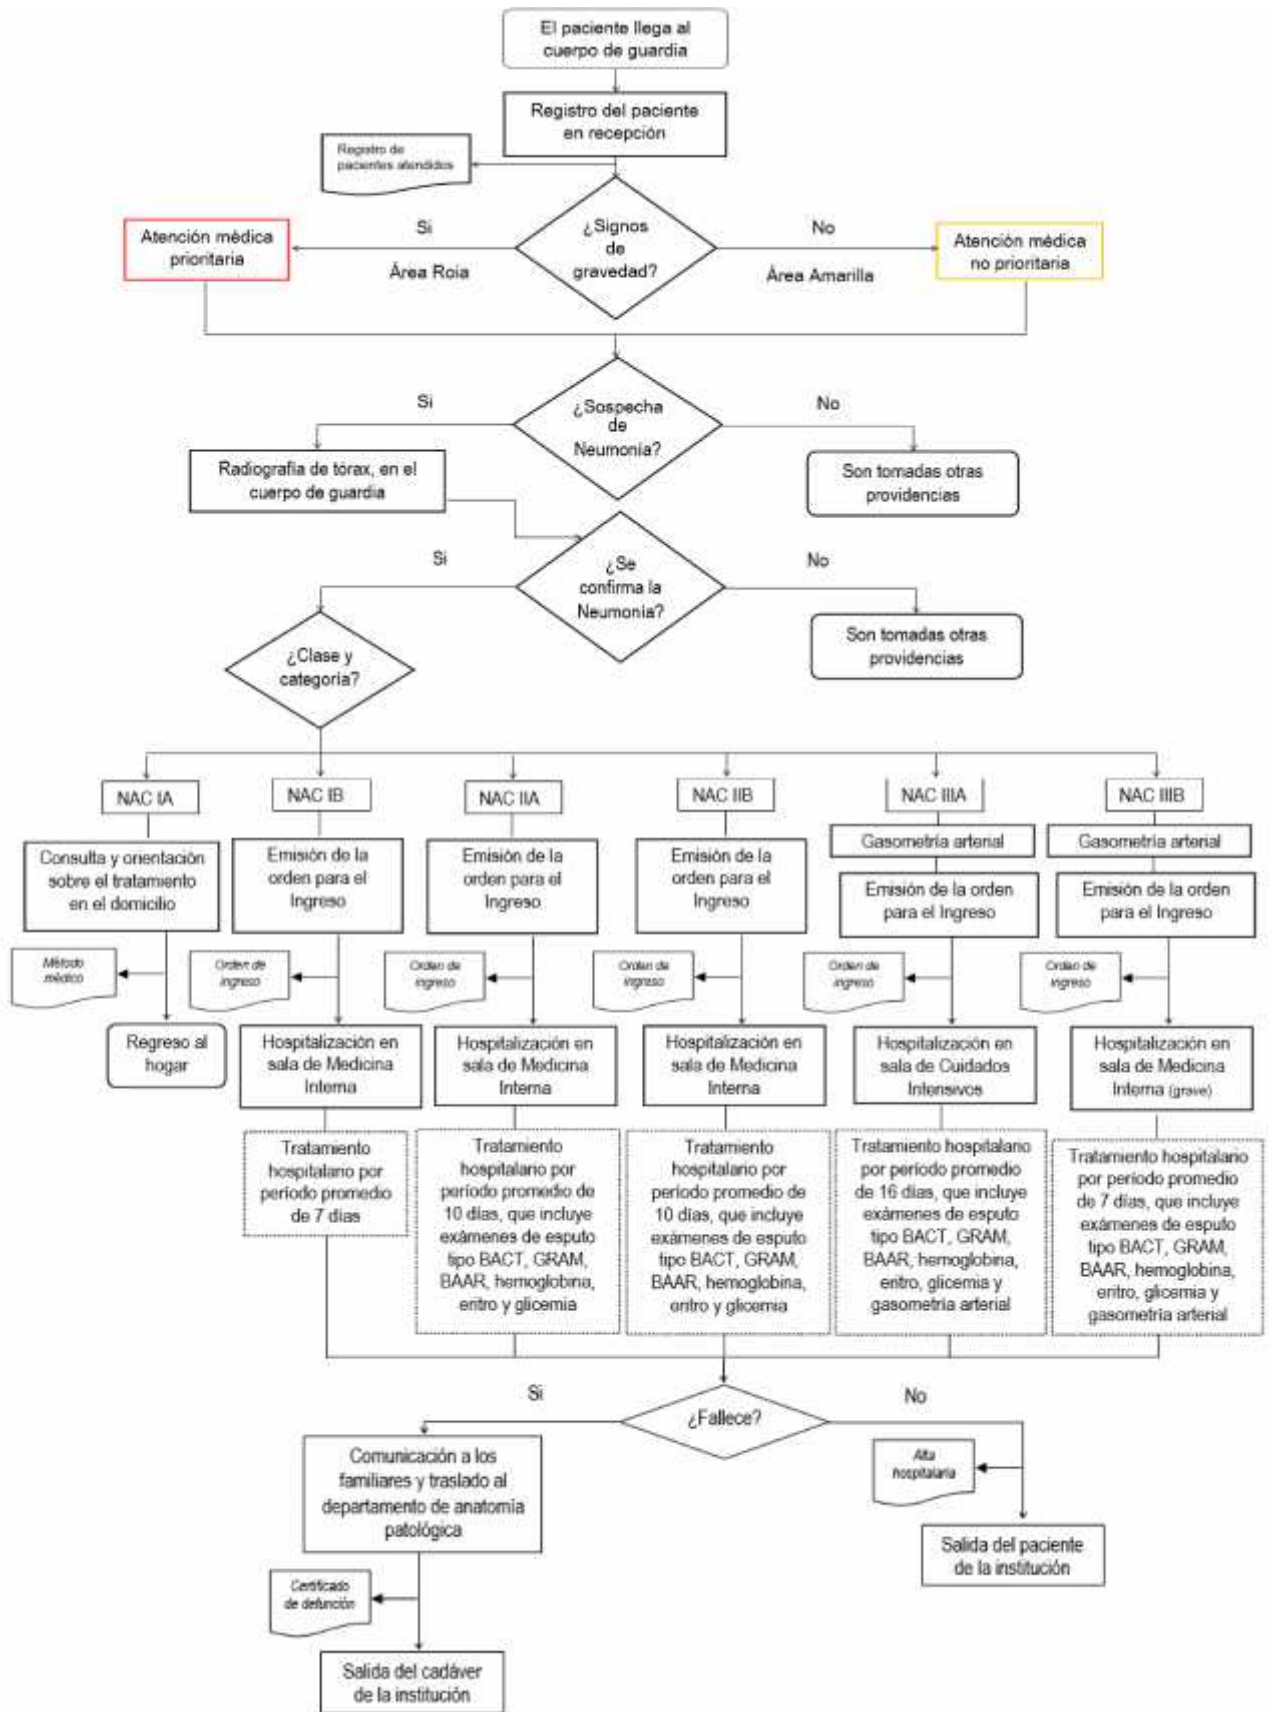 El paciente llega al
cuerpo de guardia
Registro del paciente
en recepción
Registro de
pacientes atendidos
Si
¿Signos
de
gravedad?
No
Atención médica
prioritaria
Área Roia
Área Amarilla
Atención médica
no prioritaria
Si
¿Sospecha
de
Neumonía?
No
Radiografía de tórax, en el
cuerpo de guardia
Son tomadas otras
providencias
Si
¿Se
confirma la
Neumonía?
No
Son tomadas otras
providencias
¿Clase y
categoría?
NAC IA
NAC IB
NAC IIA
NAC IIB
NAC IIIA
NAC IIIB
Consulta y orientación
sobre el tratamiento
en el domicilio
Emisión de la
orden para el
Ingreso
Emisión de la
orden para el
Ingreso
Emisión de la
orden para el
Ingreso
Gasometría arterial
Emisión de la orden
para el Ingreso
Gasometría arterial
Emisión de la orden
para el Ingreso
Método
médico
Orden de
ingreso
Orden de
ingreso
Orden de
ingreso
Orden de
ingreso
Orden de
ingreso
Regreso al
hogar
Hospitalización en
sala de Medicina
Interna
Hospitalización en
sala de Medicina
Interna
Hospitalización en
sala de Medicina
Interna
Hospitalización en
sala de Cuidados
Intensivos
Hospitalización en
sala de Medicina
Interna (grave)
Tratamiento
hospitalario por
período promedio
de 7 días
Tratamiento
hospitalario por
período promedio de
10 días, que incluye
exámenes de esputo
tipo BACT, GRAM,
BAAR, hemoglobina,
eritro y glicemia
Tratamiento
hospitalario por
período promedio de
10 días, que incluye
exámenes de esputo
tipo BACT, GRAM,
BAAR, hemoglobina,
eritro y glicemia
Tratamiento hospitalario
por período promedio
de 16 días, que incluye
exámenes de esputo
tipo BACT, GRAM,
BAAR, hemoglobina,
eritro, glicemia y
gasometría arterial
Tratamiento hospitalario
por período promedio
de 7 días, que incluye
exámenes de esputo
tipo BACT, GRAM,
BAAR, hemoglobina,
eritro, glicemia y
gasometría arterial
Si
¿Fallece?
No
Comunicación a los
familiares y traslado al
departamento de anatomía
patológica
Alta
hospitalaria
Salida del paciente
de la institución
Certificado
de defunción
Salida del cadáver
de la institución